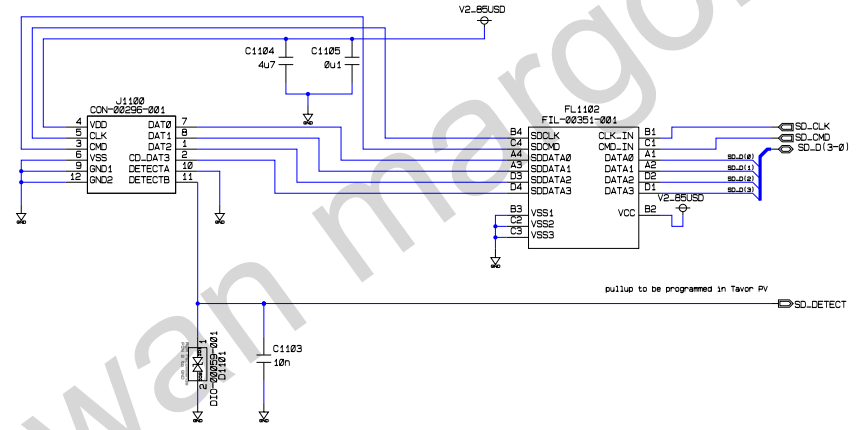 V2_85USD
C1104
4u7
C1105
0u1
J1100
CON-00296-001
4 VDD DAT0 7
5 CLK DAT1 8
3 CMD DAT2 1
6 VSS CD_DAT3 2
9 GND1 DETECTA 10
12 GND2 DETECTB 11
FL1102
FIL-00351-001
B4 SDCLK CLK_IN B1
C4 SDCMD CMD_IN C1
A4 SDDATA0 DATA0 A1
A3 SDDATA1 DATA1 A2
D3 SDDATA2 DATA2 D2
D4 SDDATA3 DATA3 D1
B3 VSS1 VCC B2
C2 VSS2
C3 VSS3
SD_CLK
SD_CMD
SD_D(3-0)
SD_D(0)
SD_D(1)
SD_D(2)
SD_D(3)
V2_85USD
pullup to be programmed in Tavor PV
SD_DETECT
1
2
D1101
DIO-00059-001
C1103
10n
wan margo